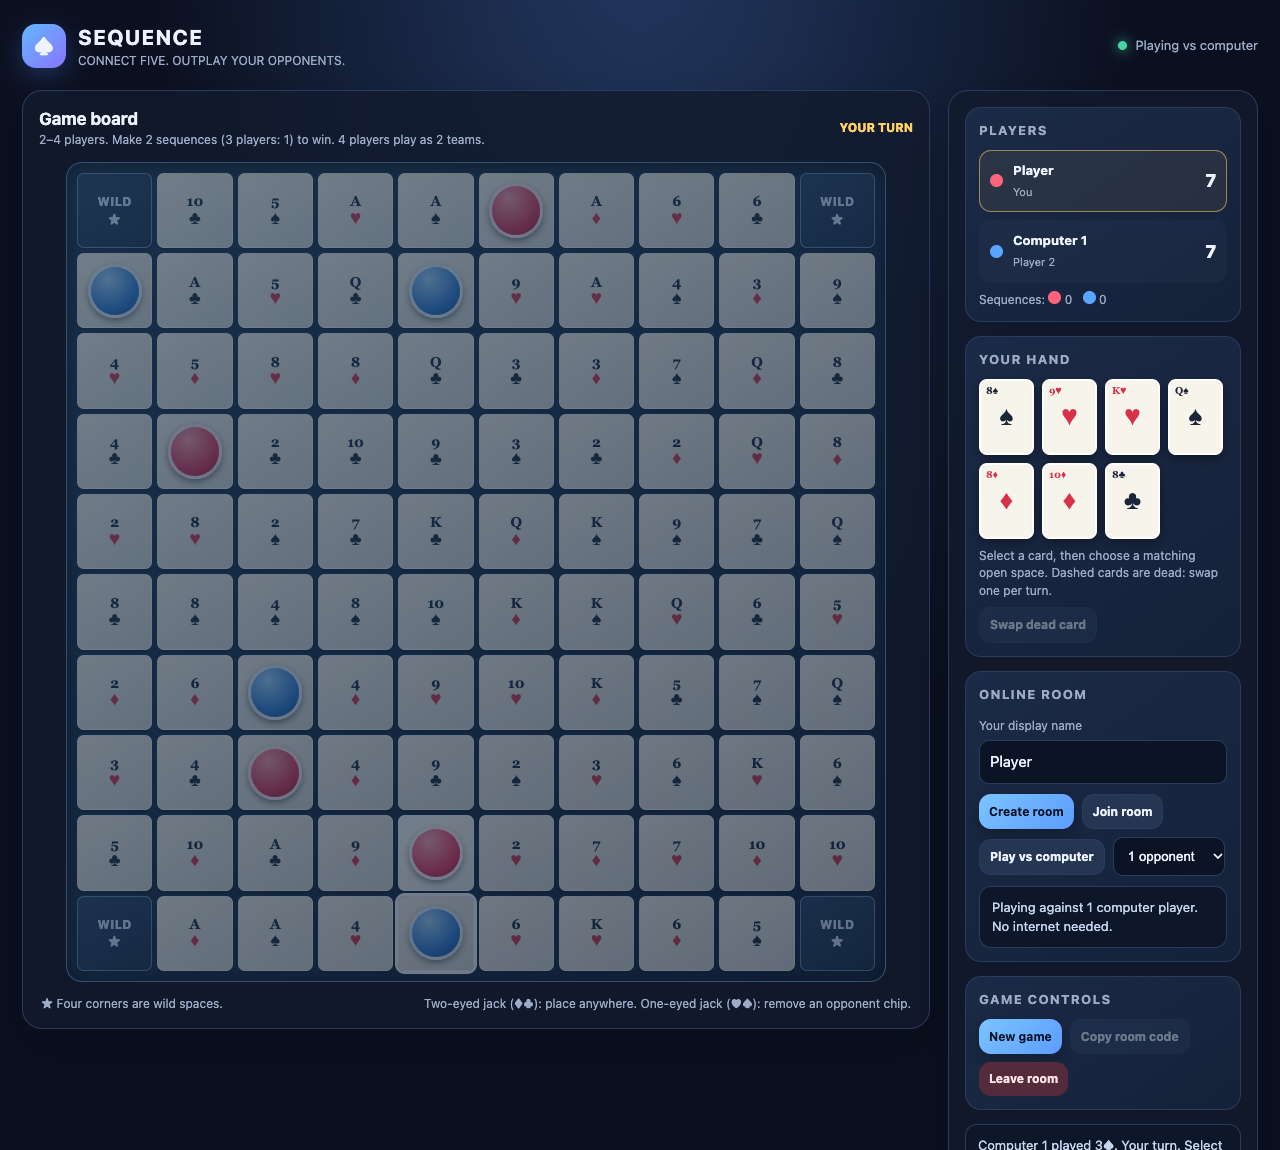 SEQUENCE
CONNECT FIVE. OUTPLAY YOUR OPPONENTS.
Playing vs computer
Game board
2–4 players. Make 2 sequences (3 players: 1) to win. 4 players play as 2 teams.
YOUR TURN
WILD ★ 10♣ 5♠ A♥ A♠ A♦ 6♥ 6♣ WILD ★
A♣ 5♥ Q♣ 9♥ A♥ 4♠ 3♦ 9♠
4♥ 5♦ 8♥ 8♦ Q♣ 3♣ 3♦ 7♠ Q♦ 8♣
4♣ 2♣ 10♣ 9♣ 3♠ 2♣ 2♦ Q♥ 8♦
2♥ 8♥ 2♠ 7♣ K♣ Q♦ K♠ 9♠ 7♣ Q♠
8♣ 8♠ 4♠ 8♠ 10♠ K♦ K♠ Q♥ 6♣ 5♥
2♦ 6♦ 4♦ 9♥ 10♥ K♦ 5♣ 7♠ Q♠
3♥ 4♣ 4♦ 9♣ 2♠ 3♥ 6♠ K♥ 6♠
5♣ 10♦ A♣ 9♦ 2♥ 7♦ 7♥ 10♦ 10♥
WILD ★ A♦ A♠ 4♥ 6♥ K♥ 6♦ 5♠ WILD ★
★ Four corners are wild spaces.
Two-eyed jack (♦♣): place anywhere. One-eyed jack (♥♠): remove an opponent chip.
PLAYERS
Player
You
7
Computer 1
Player 2
7
Sequences: 0 0
YOUR HAND
8♠ 9♥ K♥ Q♠
8♦ 10♦ 8♣
Select a card, then choose a matching
open space. Dashed cards are dead: swap
one per turn.
Swap dead card
ONLINE ROOM
Your display name
Player
Create room
Join room
Play vs computer
1 opponent
Playing against 1 computer player.
No internet needed.
GAME CONTROLS
New game
Copy room code
Leave room
Computer 1 played 3♠. Your turn. Select